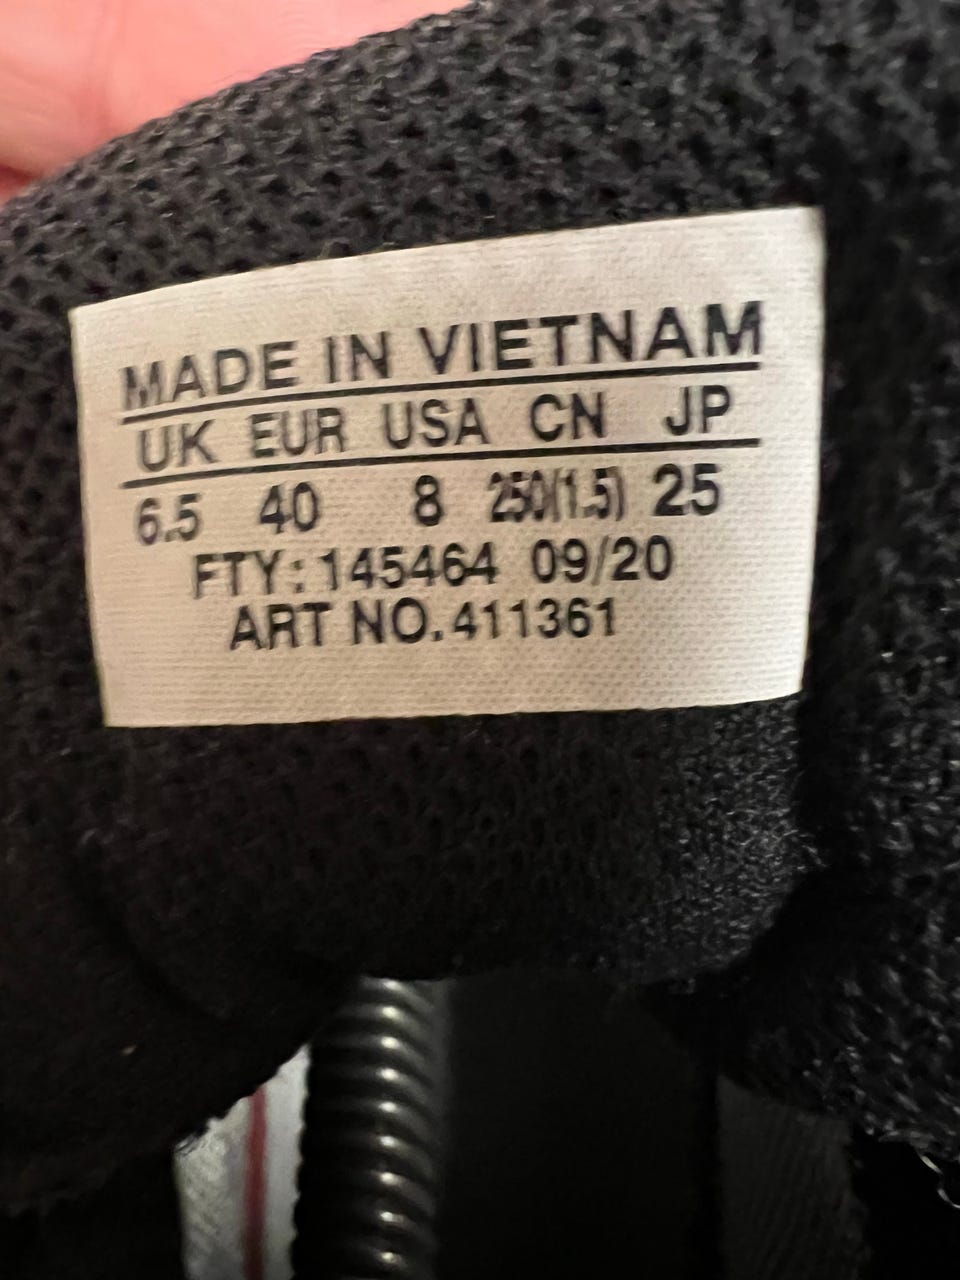 MADE IN VIETNAM
UK EUR USA CN JP
6.5 40 8 250(1.5) 25
FTY: 145464 09/20
ART NO. 411361